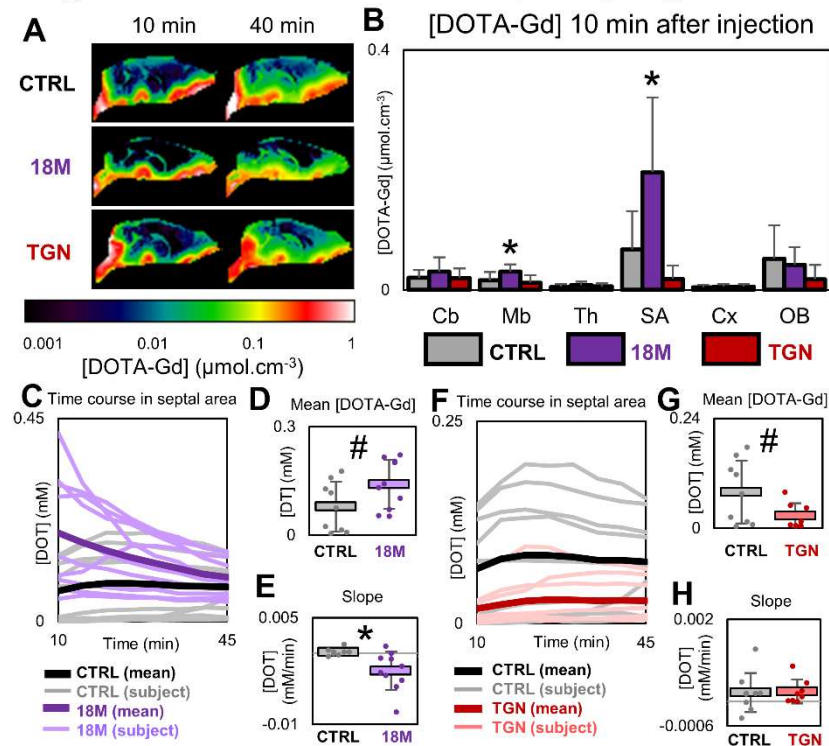 A
10 min 40 min
CTRL
18M
TGN
0.001 0.01 0.1 1
[DOTA-Gd] (µmol.cm⁻³)
B
[DOTA-Gd] 10 min after injection
0.4
[DOTA-Gd] (µmol.cm⁻³)
0
*
*
Cb Mb Th SA Cx OB
CTRL 18M TGN
C
Time course in septal area
0.45
[DOT] (mM)
0
10 Time (min) 45
CTRL (mean)
CTRL (subject)
18M (mean)
18M (subject)
D
Mean [DOTA-Gd]
0.3
[DT] (mM)
0
#
CTRL 18M
E
Slope
0.005
[DOT]
(mM/min)
-0.01
*
CTRL 18M
F
Time course in septal area
0.25
[DOT] (mM)
0
10 Time (min) 45
CTRL (mean)
CTRL (subject)
TGN (mean)
TGN (subject)
G
Mean [DOTA-Gd]
0.24
[DOT] (mM)
0
#
CTRL TGN
H
Slope
0.002
[DOT]
(mM/min)
-0.0006
CTRL TGN